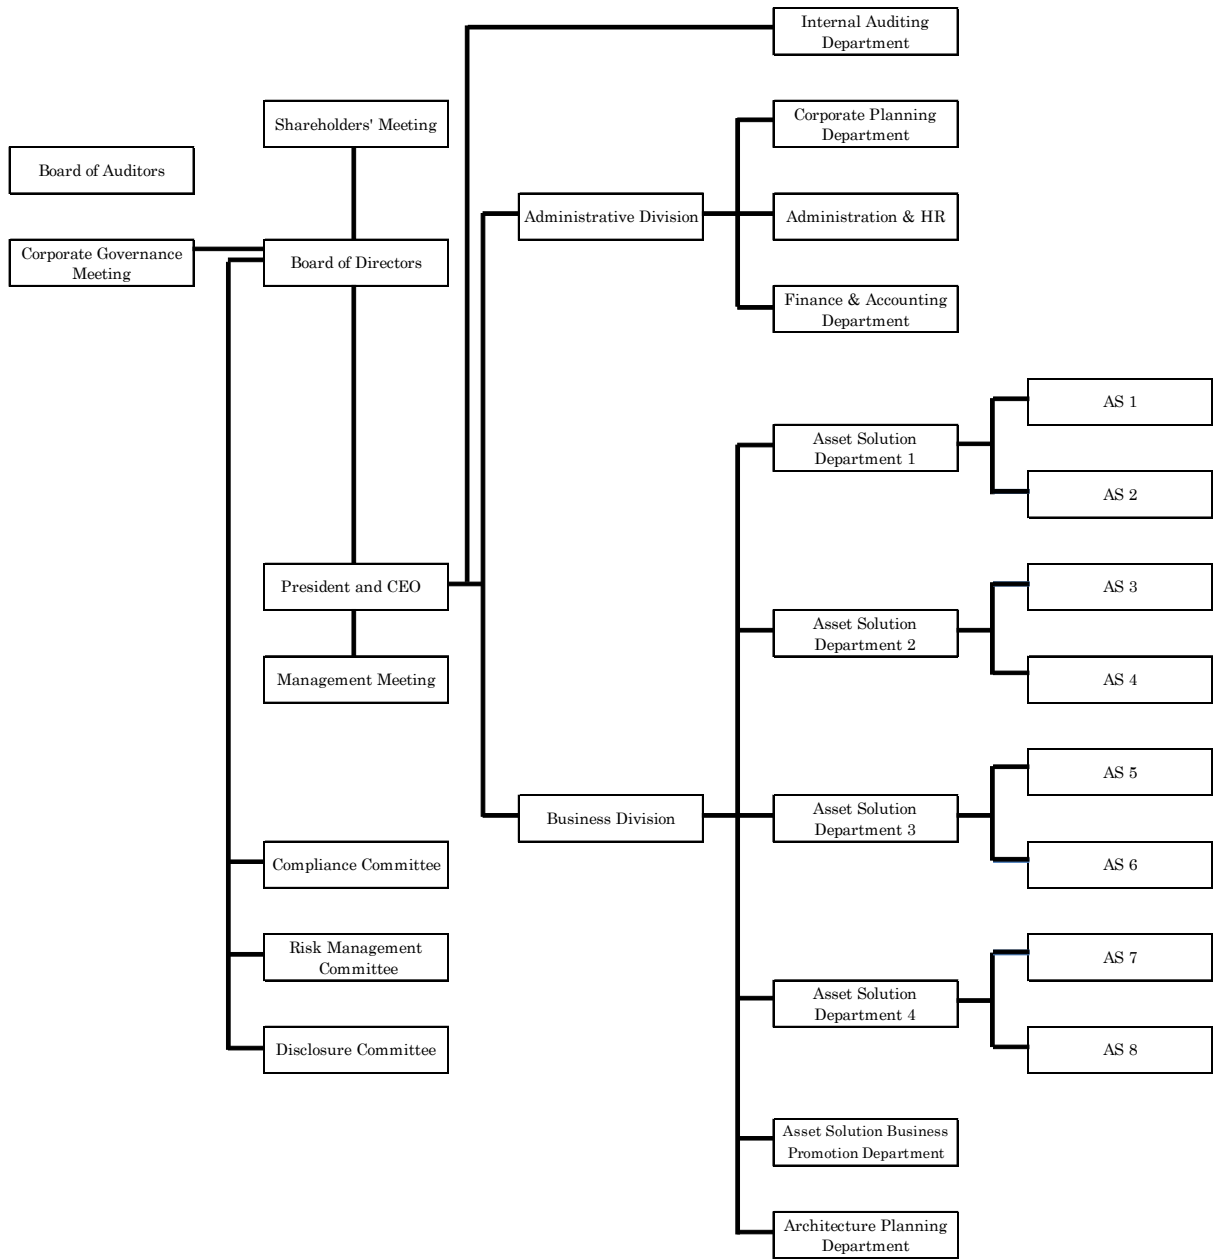 Internal Auditing
Department
Shareholders' Meeting
Corporate Planning
Department
Board of Auditors
Administrative Division
Administration & HR
Corporate Governance
Meeting
Board of Directors
Finance & Accounting
Department
AS 1
Asset Solution
Department 1
AS 2
President and CEO
AS 3
Asset Solution
Department 2
Management Meeting
AS 4
AS 5
Business Division
Asset Solution
Department 3
Compliance Committee
AS 6
Risk Management
Committee
AS 7
Asset Solution
Department 4
Disclosure Committee
AS 8
Asset Solution Business
Promotion Department
Architecture Planning
Department